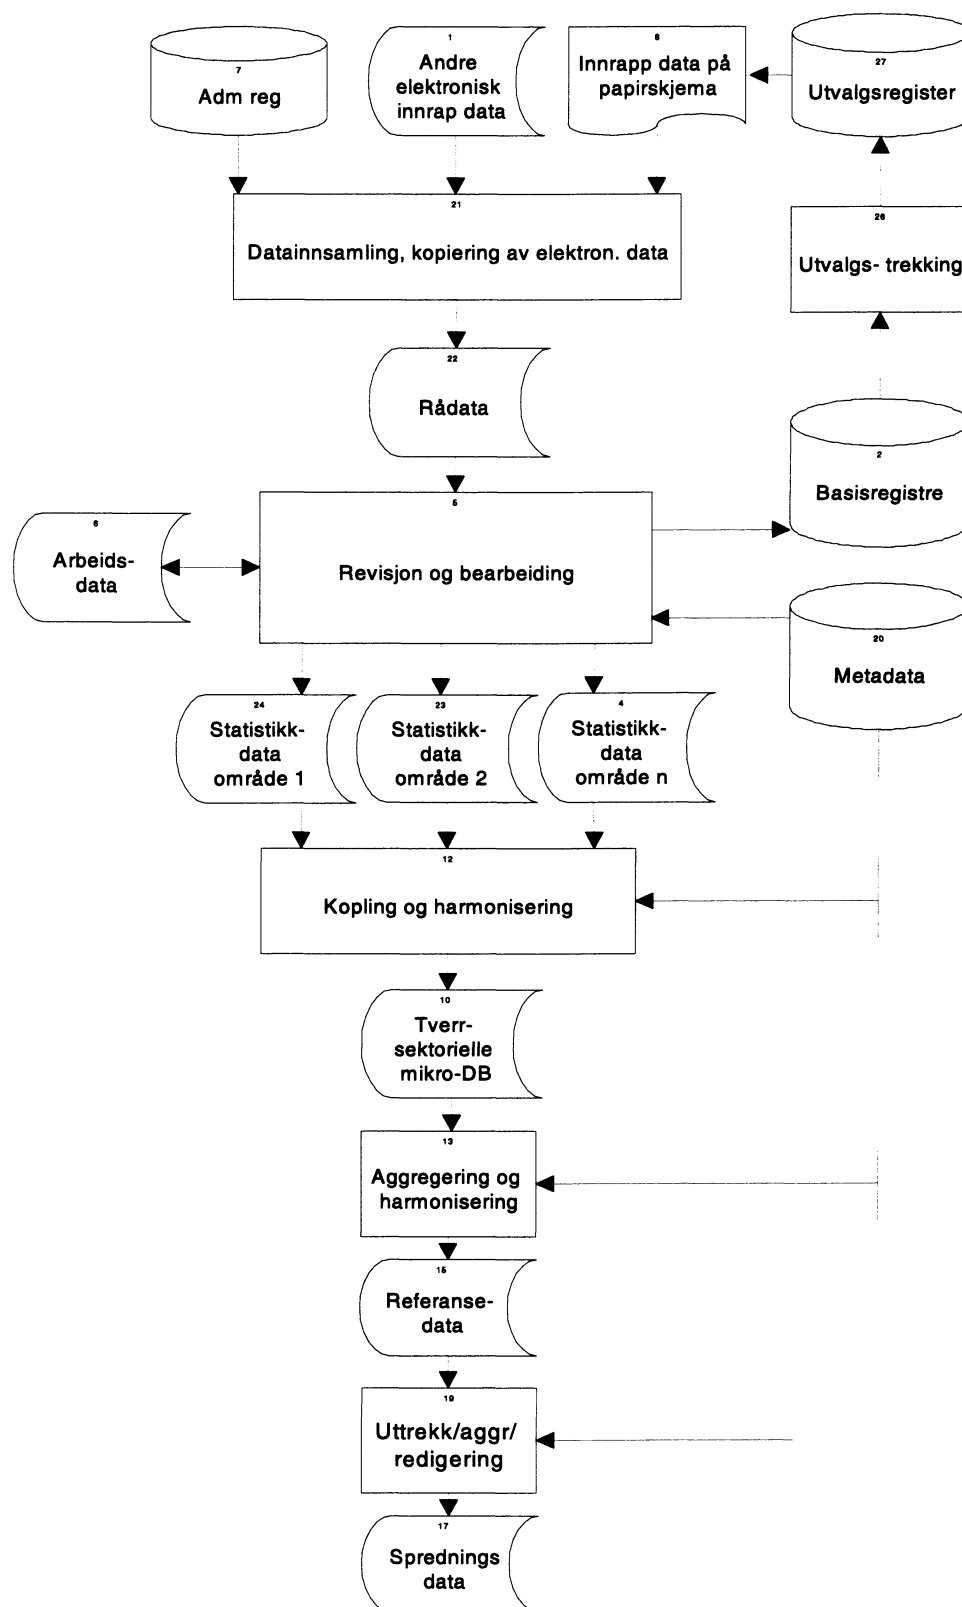 7
Adm reg
1
Andre
elektronisk
innrap data
8
Innrapp data på
papirskjema
27
Utvalgsregister
21
Datainnsamling, kopiering av elektron. data
26
Utvalgs- trekking
22
Rådata
2
Basisregistre
5
Revisjon og bearbeiding
6
Arbeids-
data
20
Metadata
24
Statistikk-
data
område 1
23
Statistikk-
data
område 2
4
Statistikk-
data
område n
12
Kopling og harmonisering
10
Tverr-
sektorielle
mikro-DB
13
Aggregering og
harmonisering
15
Referanse-
data
19
Uttrekk/aggr/
redigering
17
Sprednings
data